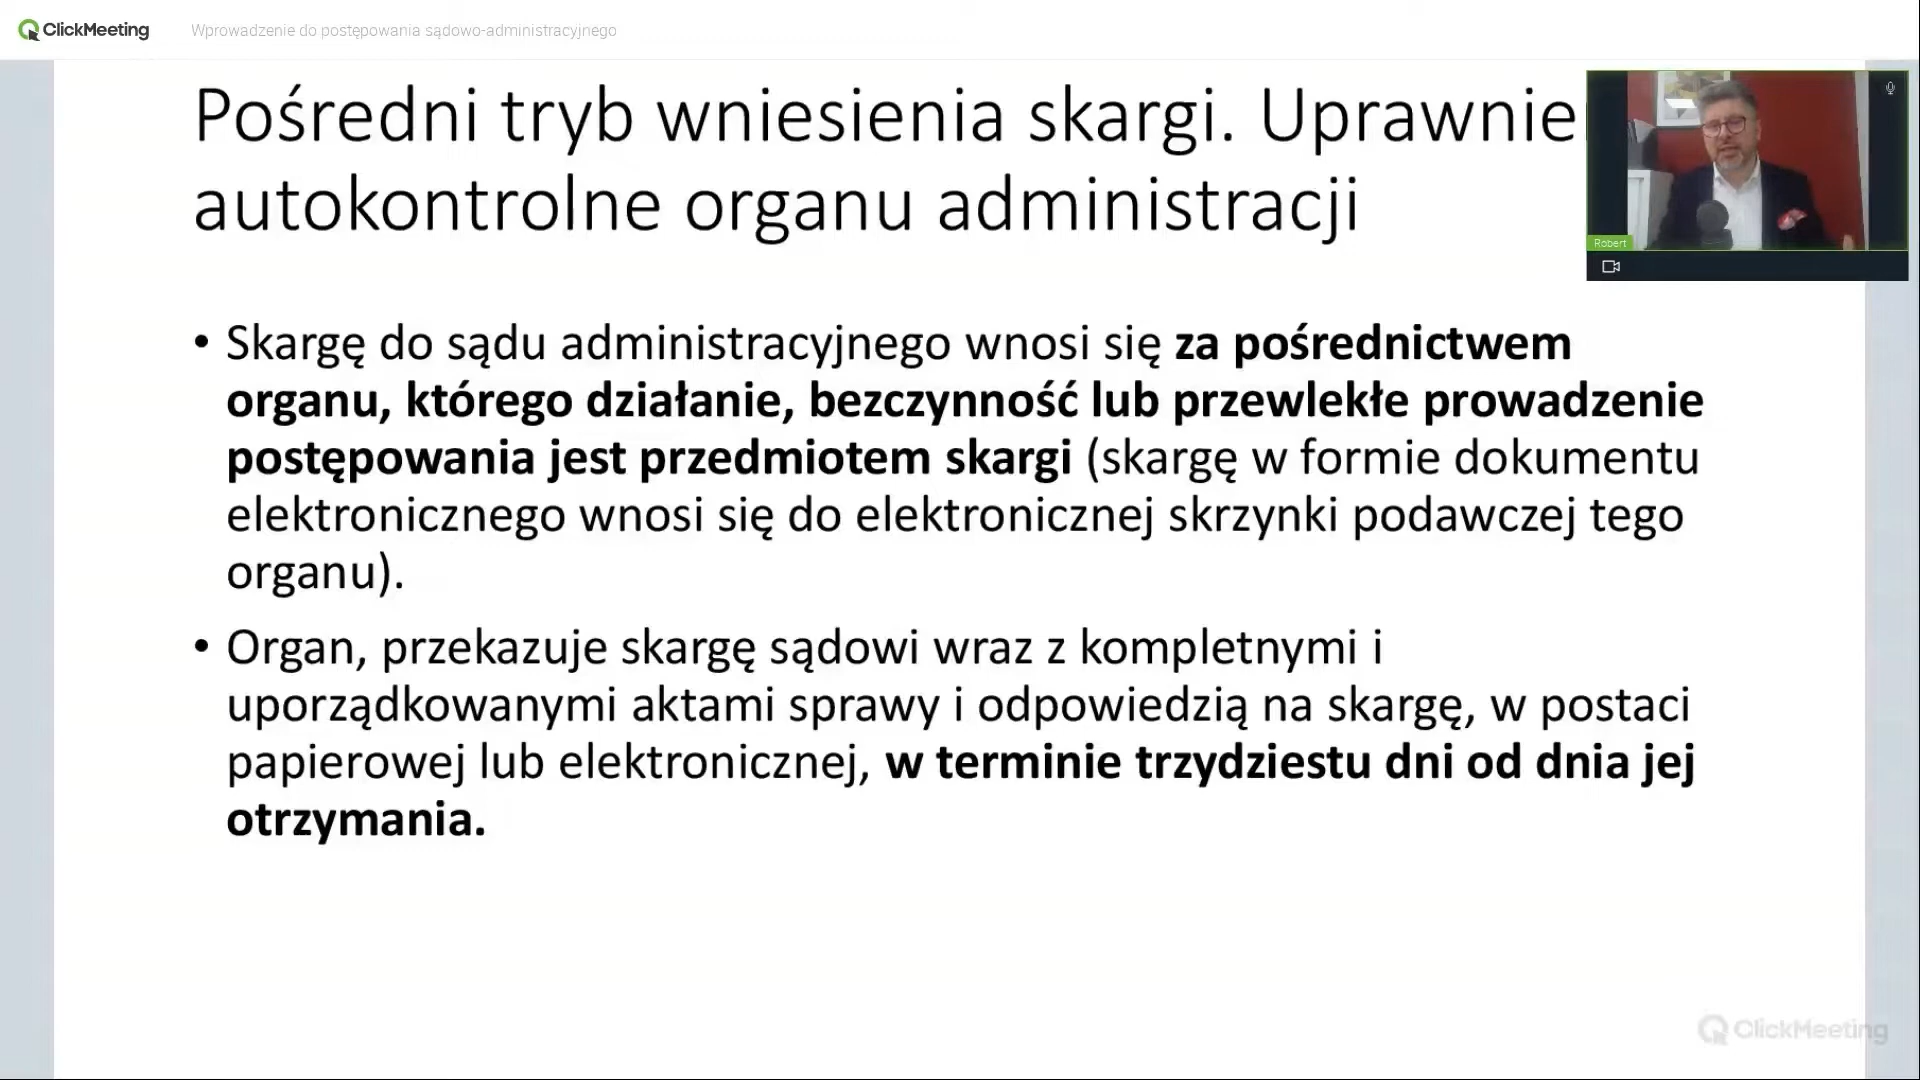 ClickMeeting
Wprowadzenie do postępowania sądowo-administracyjnego
Pośredni tryb wniesienia skargi. Uprawnie
autokontrolne organu administracji
Robert
• Skargę do sądu administracyjnego wnosi się za pośrednictwem
organu, którego działanie, bezczynność lub przewlekłe prowadzenie
postępowania jest przedmiotem skargi (skargę w formie dokumentu
elektronicznego wnosi się do elektronicznej skrzynki podawczej tego
organu).
• Organ, przekazuje skargę sądowi wraz z kompletnymi i
uporządkowanymi aktami sprawy i odpowiedzią na skargę, w postaci
papierowej lub elektronicznej, w terminie trzydziestu dni od dnia jej
otrzymania.
ClickMeeting